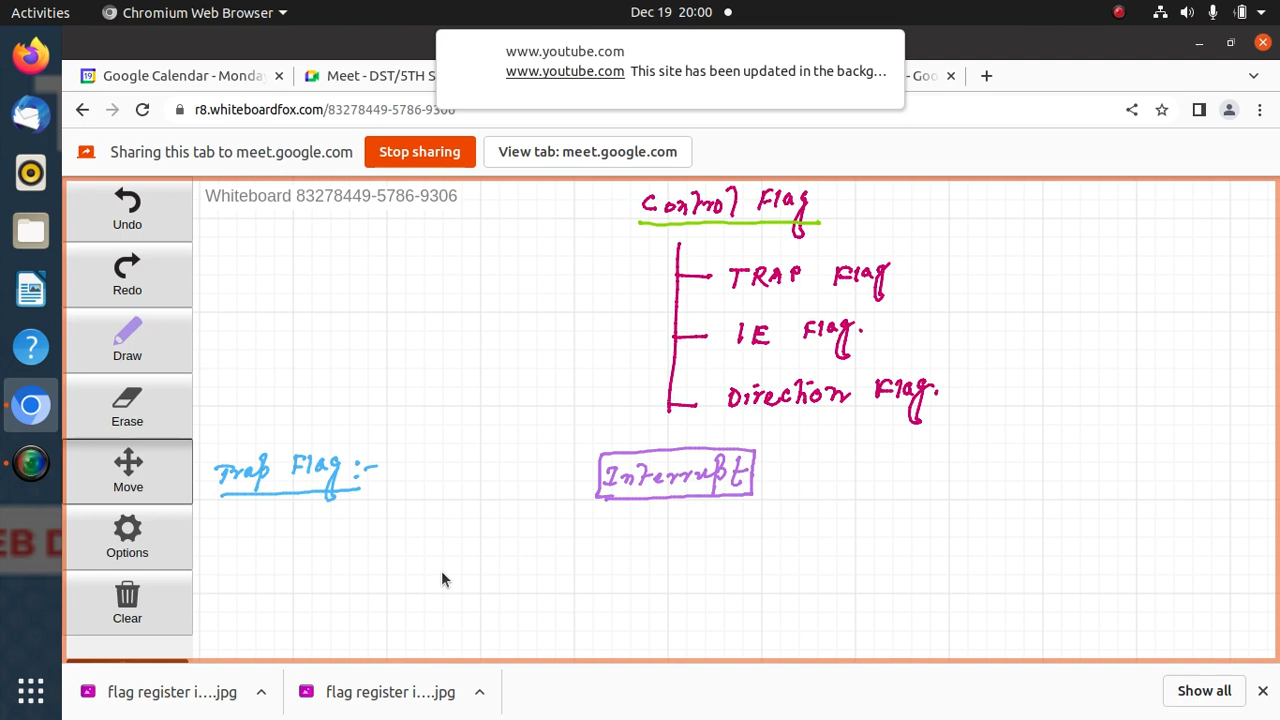 Activities Chromium Web Browser Dec 19 20:00
www.youtube.com
www.youtube.com This site has been updated in the backg...
Google Calendar - Monday Meet - DST/5TH S - Goo
r8.whiteboardfox.com/83278449-5786-9306
Sharing this tab to meet.google.com Stop sharing View tab: meet.google.com
Whiteboard 83278449-5786-9306
Undo
Redo
Draw
Erase
Move
Options
Clear
Control Flag
TRAP Flag
IE Flag.
Direction Flag.
Trap Flag :-
Interrupt
EB D
flag register i....jpg flag register i....jpg Show all